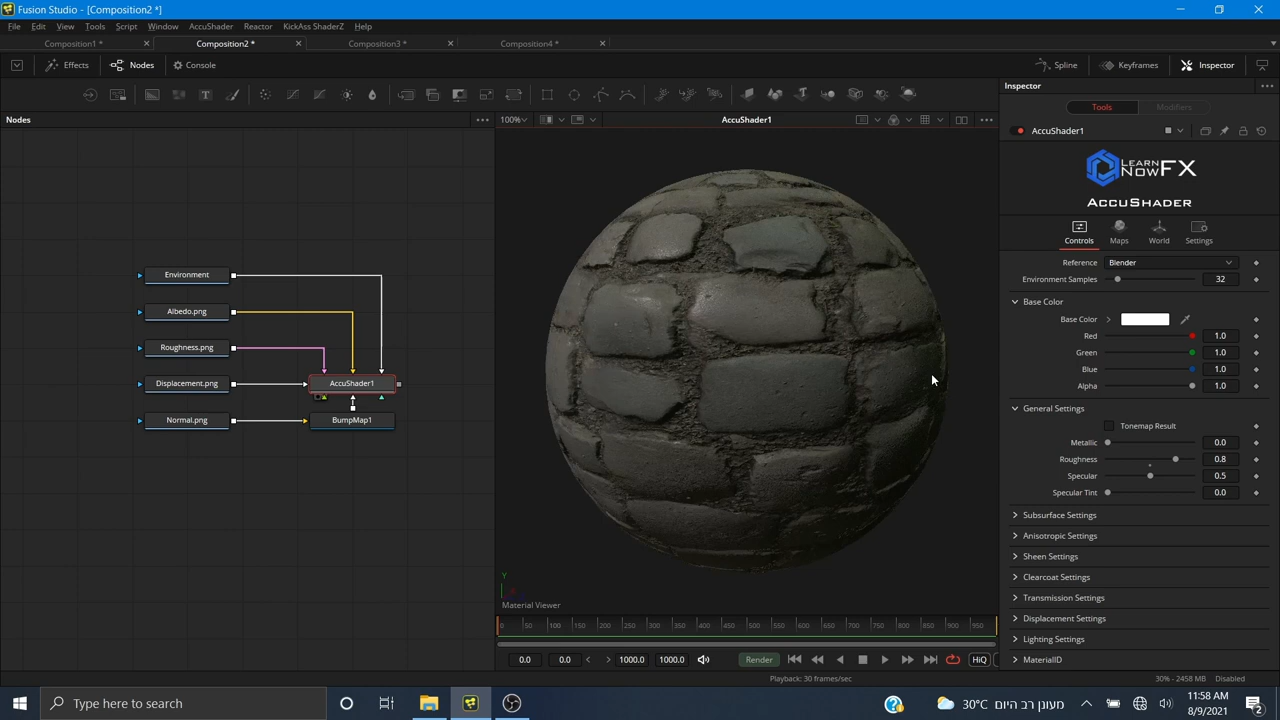 Fusion Studio - [Composition2 *]
File Edit View Tools Script Window AccuShader Reactor KickAss ShaderZ Help
Composition1 * Composition2 * Composition3 * Composition4 *
Effects Nodes Console Spline Keyframes Inspector
Inspector
Tools Modifiers
Nodes
100% AccuShader1
AccuShader1
LEARN
NOWFX
ACCUSHADER
Controls Maps World Settings
Reference Blender
Environment Samples 32
Base Color
Base Color
Red 1.0
Green 1.0
Blue 1.0
Alpha 1.0
General Settings
Tonemap Result
Metallic 0.0
Roughness 0.8
Specular 0.5
Specular Tint 0.0
Subsurface Settings
Anisotropic Settings
Sheen Settings
Clearcoat Settings
Transmission Settings
Displacement Settings
Lighting Settings
MaterialID
Environment
Albedo.png
Roughness.png
Displacement.png
AccuShader1
Normal.png
BumpMap1
Y
Material Viewer
0 50 100 150 200 250 300 350 400 450 500 550 600 650 700 750 800 850 900 950
0.0 0.0 1000.0 1000.0 Render HiQ
Playback: 30 frames/sec
30% - 2458 MB Disabled
Type here to search
30°C מעונן רב היום
11:58 AM
8/9/2021
2